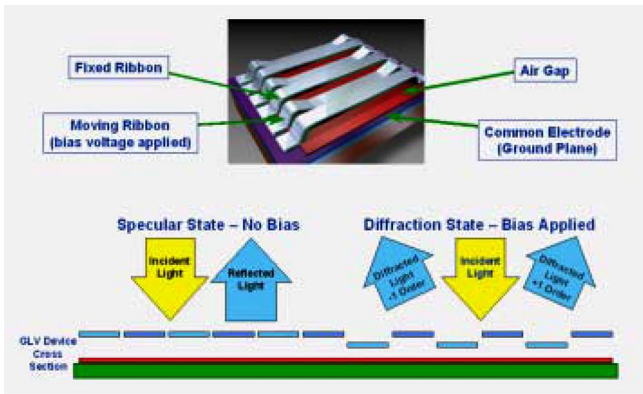 Fixed Ribbon
Air Gap
Moving Ribbon
(bias voltage applied)
Common Electrode
(Ground Plane)
Specular State – No Bias
Diffraction State – Bias Applied
Incident
Light
Reflected
Light
Diffracted
Light
-1 Order
Incident
Light
Diffracted
Light
+1 Order
GLV Device
Cross
Section